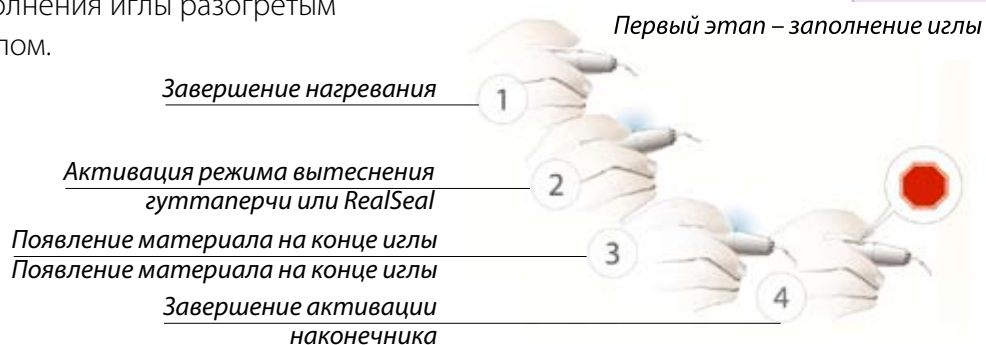 олнения иглы разогретым
лом.
Первый этап – заполнение иглы
Завершение нагревания
1
Активация режима вытеснения
гуттаперчи или RealSeal
2
Появление материала на конце иглы
Появление материала на конце иглы
3
Завершение активации
наконечника
4